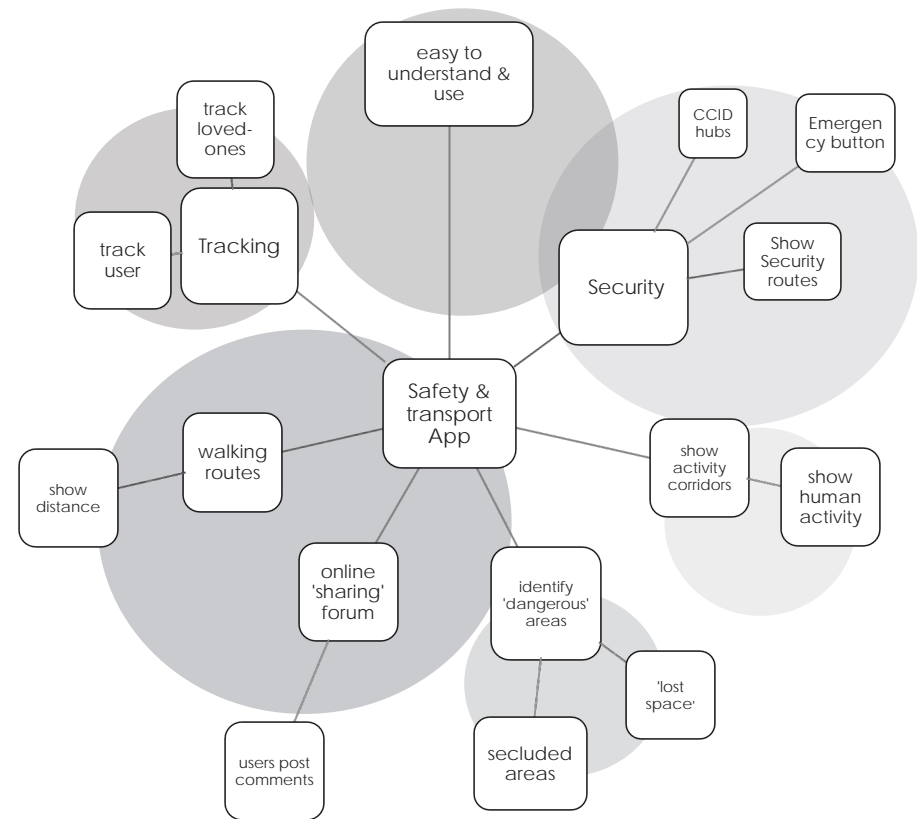 easy to
understand &
use
track
loved-
ones
CCID
hubs
Emergen
cy button
track
user
Tracking
Security
Show
Security
routes
Safety &
transport
App
walking
routes
show
distance
show
activity
corridors
show
human
activity
online
'sharing'
forum
identify
'dangerous'
areas
'lost
space'
users post
comments
secluded
areas